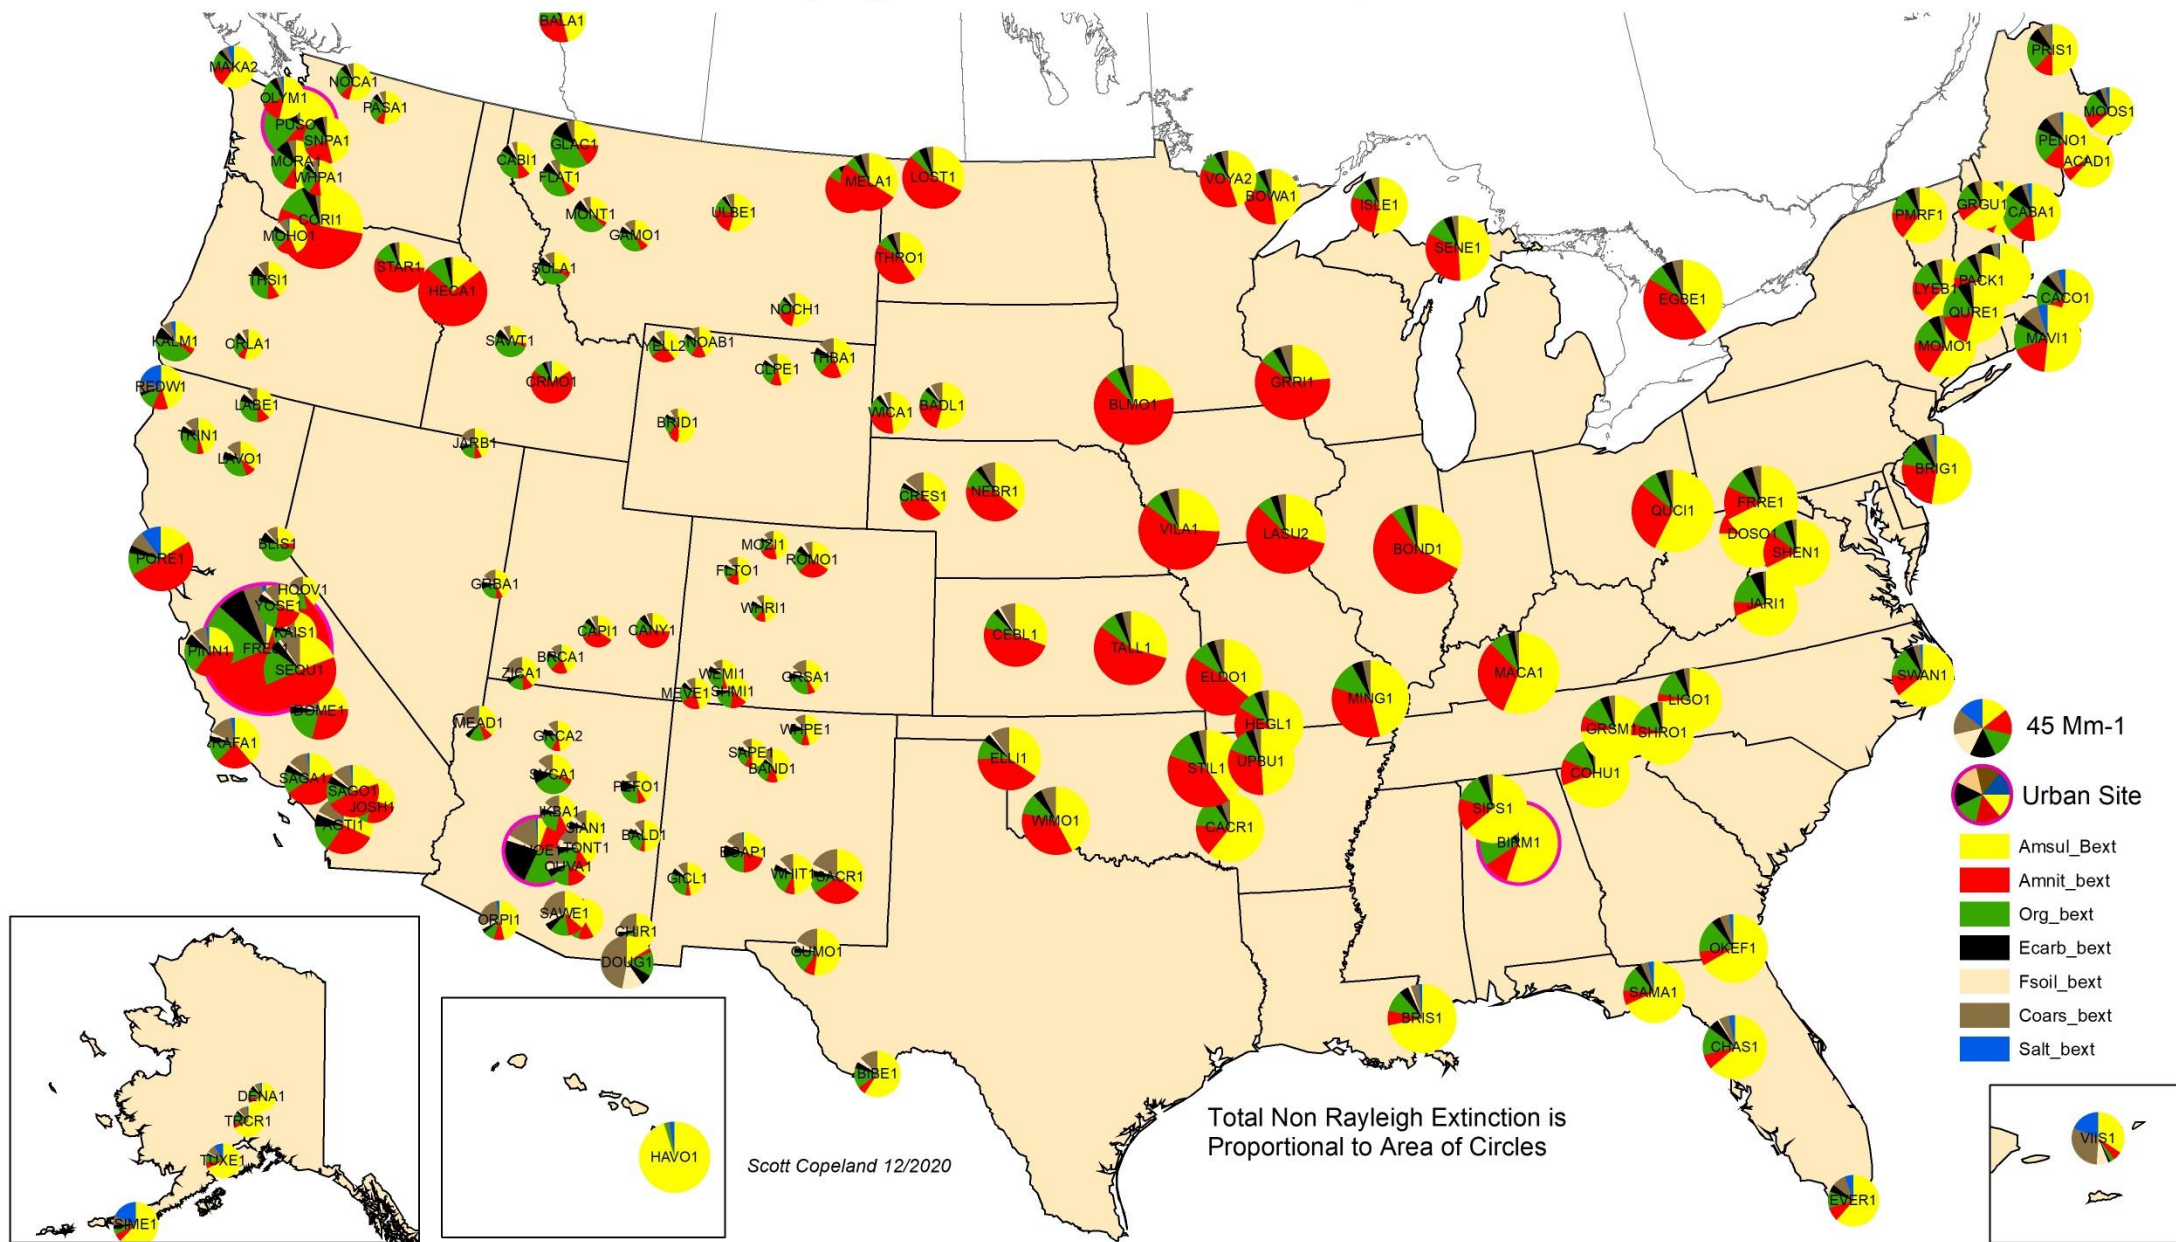 BALA1
MAKA2
NOCA1
PASA1
OLYM1
PUSO
SNPA1
MORA1
WHPA1
CORI1
MOHO1
THSI1
STAR1
HECA1
CABI1
GLAC1
FLAT1
MONT1
GAMO1
SULA1
ULBE1
NOCH1
MELA1
LOST1
THRO1
VOYA2
BOWA1
ISLE1
SENE1
EGBE1
PRIS1
MOOS1
PENO1
ACAD1
PMRF1
GRGU1
CABA1
LYEB1
PACK1
CACO1
QURE1
MOMO1
MAVI1
KALM1
CRLA1
REDW1
LABE1
TRIN1
LAVO1
SAWT1
CRMO1
JARB1
YELL2
NOAB1
CLPE1
THBA1
BRID1
WICA1
BADL1
BLMO1
GRRI1
CRES1
NEBR1
VILA1
LASU2
BOND1
QUCI1
FRRE1
DOSO1
SHEN1
JARI1
BRIG1
PORE1
BLIS1
HOOV1
YOSE1
KAIS1
PINN1
FRES1
SEQU1
DOME1
RAFA1
SAGA1
SAGO1
JOSH1
AGTI1
GRBA1
CAPI1
CANY1
BRCA1
ZICA1
MOZI1
ROMO1
FLTO1
WHRI1
WEMI1
MEVE1
SHMI1
GRSA1
CEBL1
TALL1
ELDO1
HEGL1
MING1
MACA1
LIGO1
GRSM1
SHRO1
COHU1
SWAN1
MEAD1
GRCA2
SYCA1
PEFO1
IKBA1
SIAN1
TONT1
QUVA1
BALD1
SAPE1
BAND1
WHPE1
BOAP1
GICL1
WHIT1
SACR1
ELLI1
WIMO1
STIL1
UPBU1
CACR1
SIPS1
BIRM1
ORPI1
SAWE1
CHIR1
DOUG1
GUMO1
BIBE1
BRIS1
OKEF1
SAMA1
CHAS1
EVER1
DENA1
TRCR1
TUXE1
SIME1
HAVO1
VIIS1
45 Mm-1
Urban Site
Amsul_Bext
Amnit_bext
Org_bext
Ecarb_bext
Fsoil_bext
Coars_bext
Salt_bext
Total Non Rayleigh Extinction is
Proportional to Area of Circles
Scott Copeland 12/2020